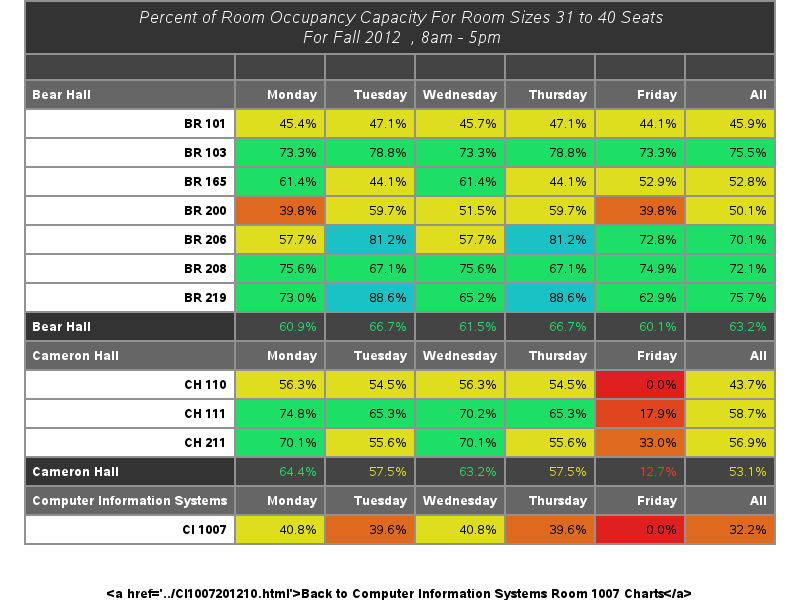 Percent of Room Occupancy Capacity For Room Sizes 31 to 40 Seats
For Fall 2012 , 8am - 5pm
Bear Hall Monday Tuesday Wednesday Thursday Friday All
BR 101 45.4% 47.1% 45.7% 47.1% 44.1% 45.9%
BR 103 73.3% 78.8% 73.3% 78.8% 73.3% 75.5%
BR 165 61.4% 44.1% 61.4% 44.1% 52.9% 52.8%
BR 200 39.8% 59.7% 51.5% 59.7% 39.8% 50.1%
BR 206 57.7% 81.2% 57.7% 81.2% 72.8% 70.1%
BR 208 75.6% 67.1% 75.6% 67.1% 74.9% 72.1%
BR 219 73.0% 88.6% 65.2% 88.6% 62.9% 75.7%
Bear Hall 60.9% 66.7% 61.5% 66.7% 60.1% 63.2%
Cameron Hall Monday Tuesday Wednesday Thursday Friday All
CH 110 56.3% 54.5% 56.3% 54.5% 0.0% 43.7%
CH 111 74.8% 65.3% 70.2% 65.3% 17.9% 58.7%
CH 211 70.1% 55.6% 70.1% 55.6% 33.0% 56.9%
Cameron Hall 64.4% 57.5% 63.2% 57.5% 12.7% 53.1%
Computer Information Systems Monday Tuesday Wednesday Thursday Friday All
CI 1007 40.8% 39.6% 40.8% 39.6% 0.0% 32.2%
&lt;a href='../CI1007201210.html'&gt;Back to Computer Information Systems Room 1007 Charts&lt;/a&gt;